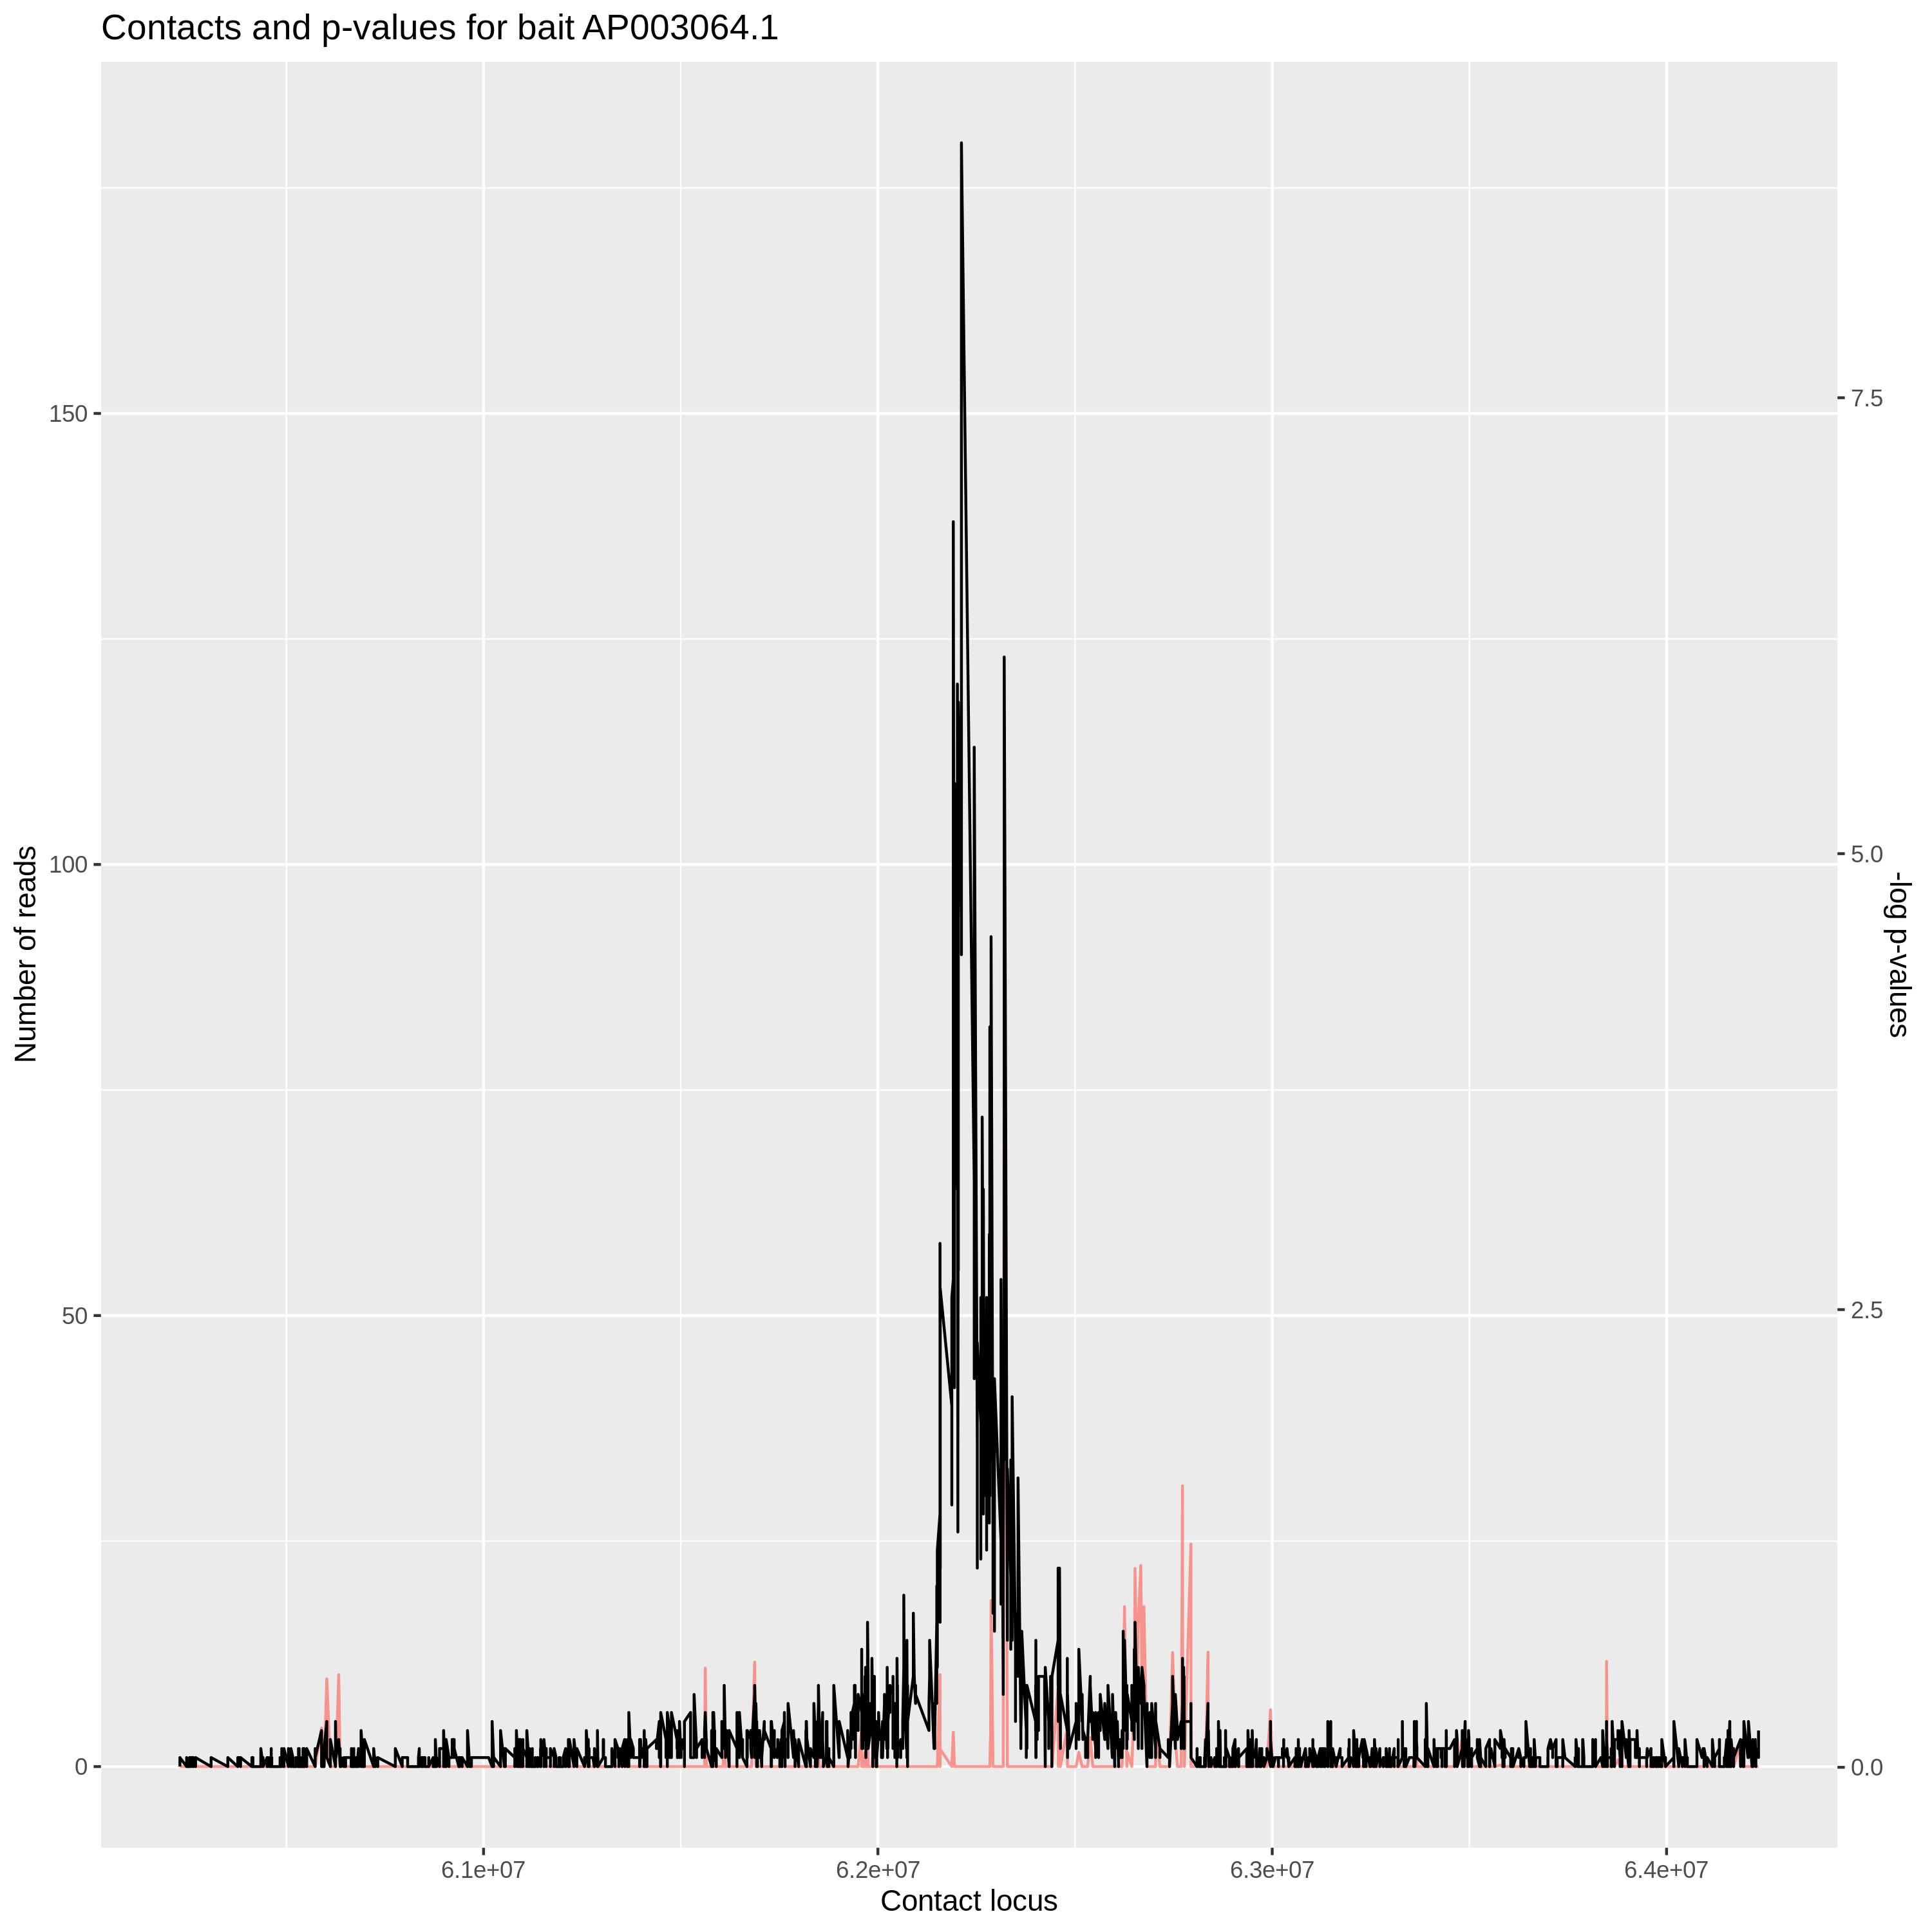 Contacts and p-values for bait AP003064.1
150
100
50
0
Number of reads
7.5
5.0
2.5
0.0
-log p-values
6.1e+07
6.2e+07
6.3e+07
6.4e+07
Contact locus